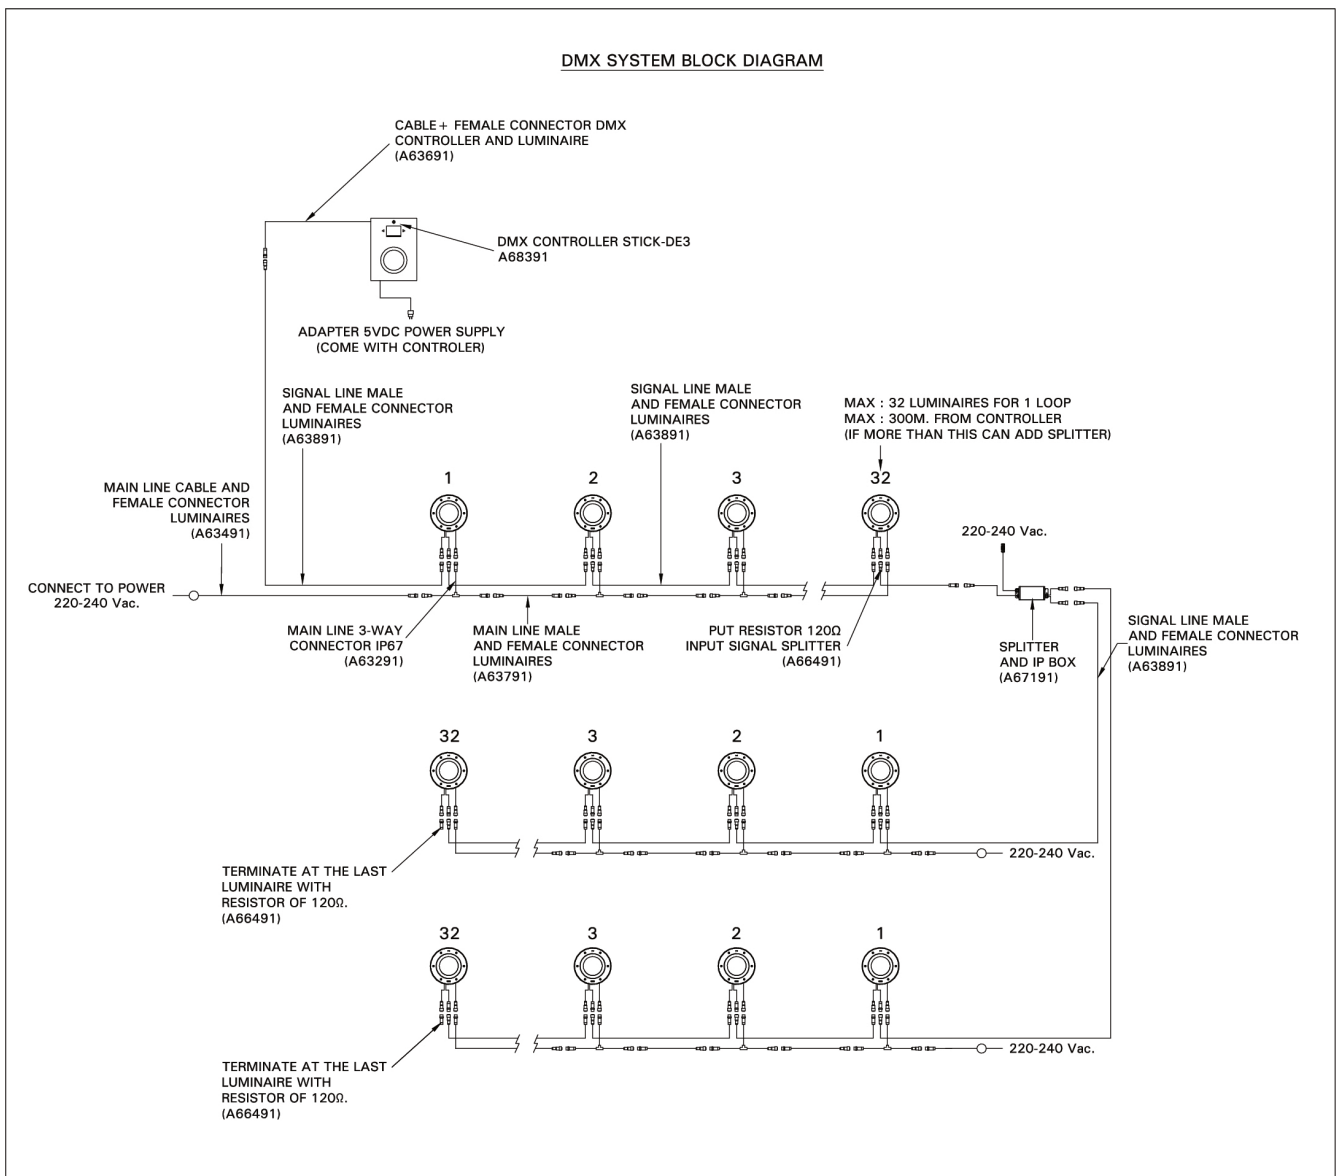 DMX SYSTEM BLOCK DIAGRAM
CABLE+ FEMALE CONNECTOR DMX
CONTROLLER AND LUMINAIRE
(A63691)
DMX CONTROLLER STICK-DE3
A68391
ADAPTER 5VDC POWER SUPPLY
(COME WITH CONTROLER)
SIGNAL LINE MALE
AND FEMALE CONNECTOR
LUMINAIRES
(A63891)
SIGNAL LINE MALE
AND FEMALE CONNECTOR
LUMINAIRES
(A63891)
MAX : 32 LUMINAIRES FOR 1 LOOP
MAX : 300M. FROM CONTROLLER
(IF MORE THAN THIS CAN ADD SPLITTER)
MAIN LINE CABLE AND
FEMALE CONNECTOR
LUMINAIRES
(A63491)
1
2
3
32
220-240 Vac.
CONNECT TO POWER
220-240 Vac.
MAIN LINE 3-WAY
CONNECTOR IP67
(A63291)
MAIN LINE MALE
AND FEMALE CONNECTOR
LUMINAIRES
(A63791)
PUT RESISTOR 120Ω
INPUT SIGNAL SPLITTER
(A66491)
SPLITTER
AND IP BOX
(A67191)
SIGNAL LINE MALE
AND FEMALE CONNECTOR
LUMINAIRES
(A63891)
32
3
2
1
220-240 Vac.
TERMINATE AT THE LAST
LUMINAIRE WITH
RESISTOR OF 120Ω.
(A66491)
32
3
2
1
220-240 Vac.
TERMINATE AT THE LAST
LUMINAIRE WITH
RESISTOR OF 120Ω.
(A66491)